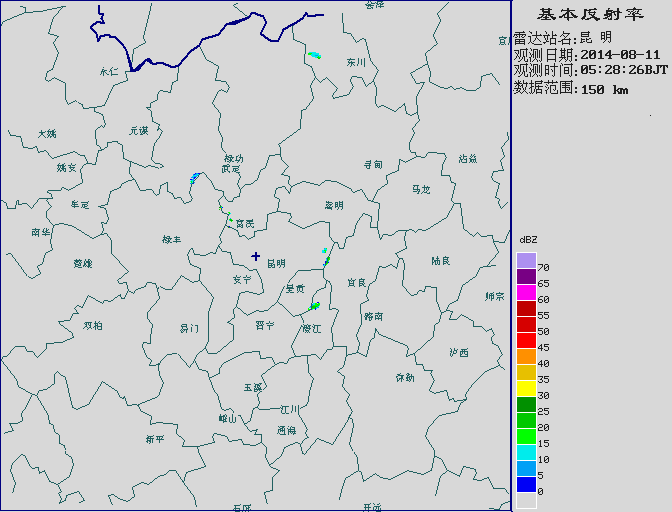 基本反射率
雷达站名:昆 明
观测日期:2014-08-11
观测时间:05:28:26BJT
数据范围:150 km
会泽
永仁
东川
大姚
元谋
姚安
禄功
武定
寻甸
沾益
马龙
牟定
嵩明
南华
禄丰
富民
楚雄
昆明
安宁
呈贡
宜良
陆良
师宗
双柏
易门
晋宁
澄江
路南
泸西
弥勒
玉溪
江川
峨山
通海
新平
石屏
开远
dBZ
70
65
60
55
50
45
40
35
30
25
20
15
10
5
0